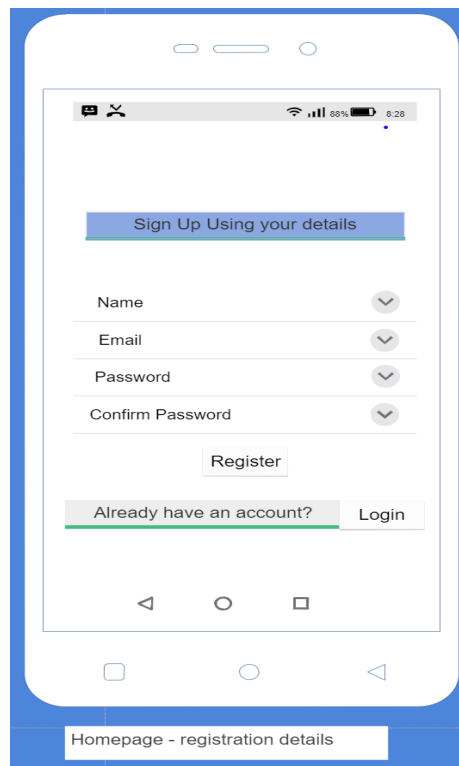 88% 8:28
Sign Up Using your details
Name
Email
Password
Confirm Password
Register
Already have an account? Login
Homepage - registration details